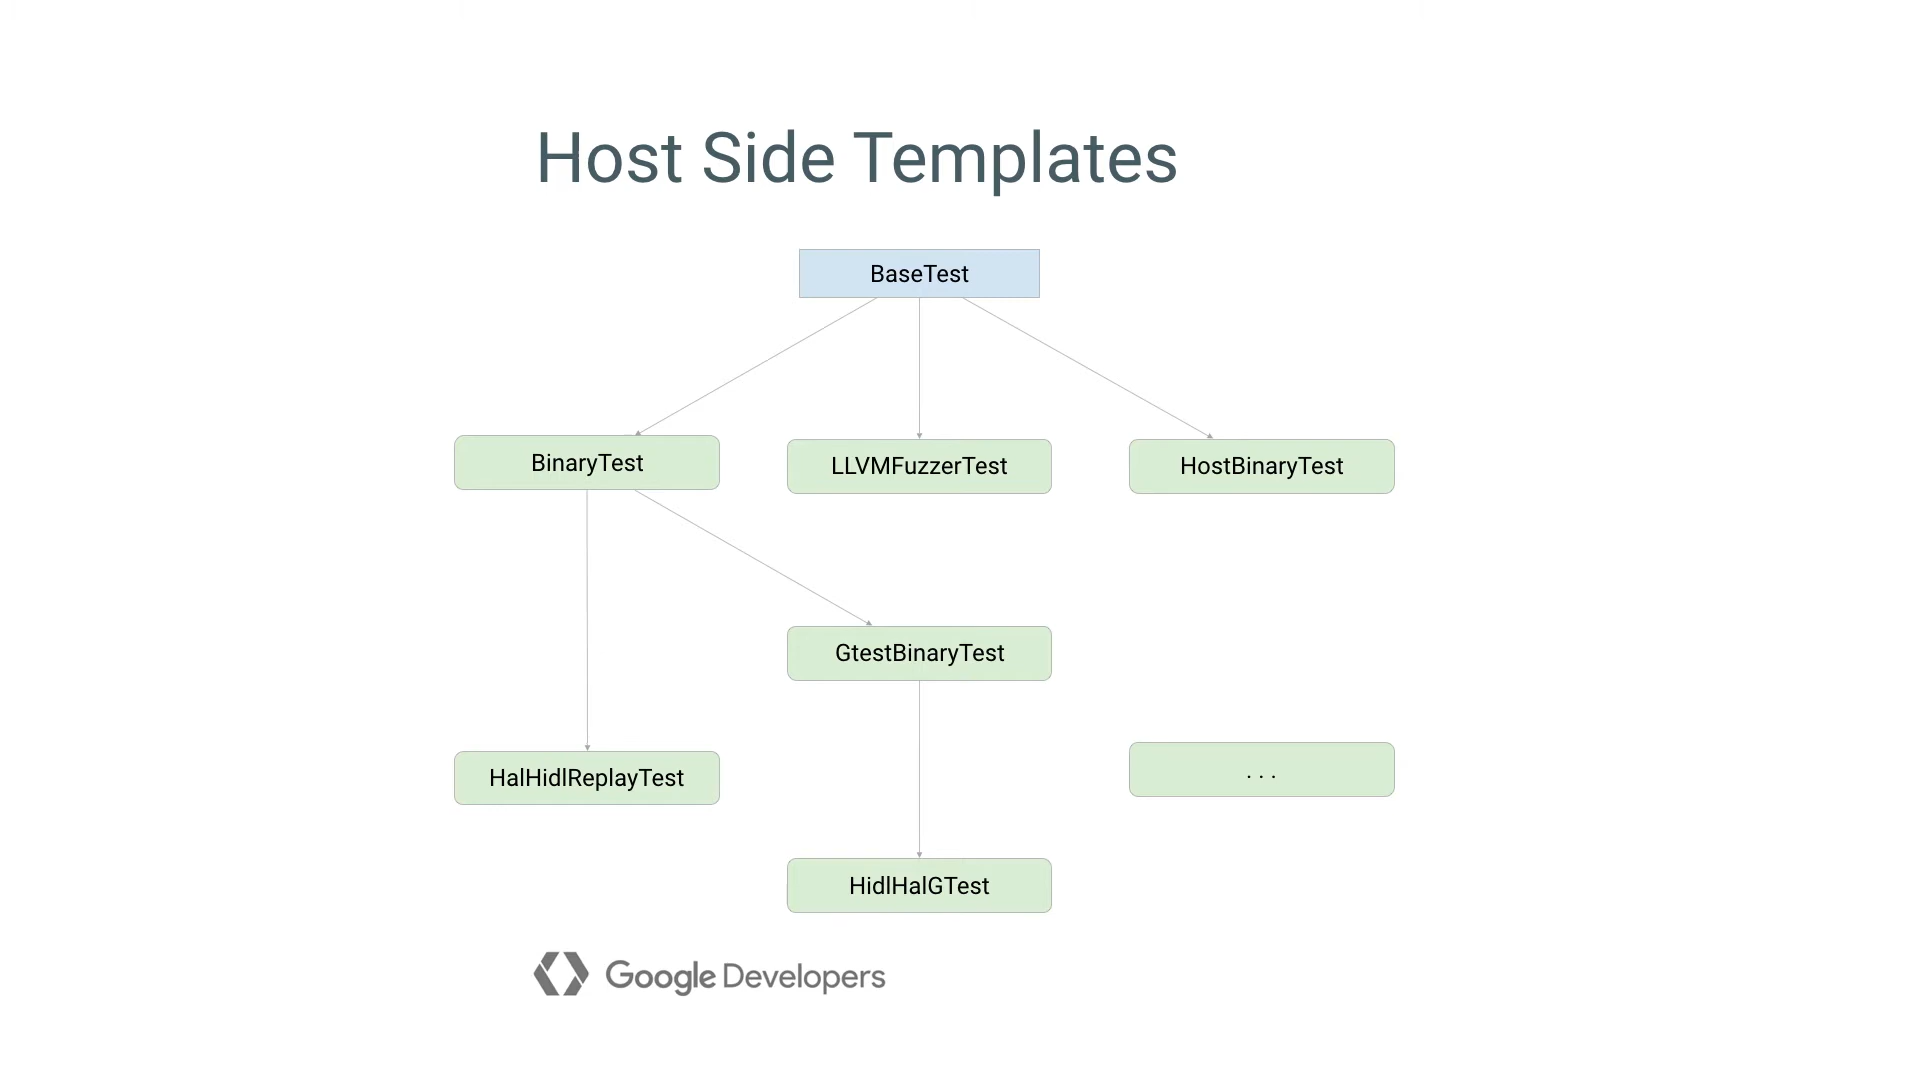 Host Side Templates
BaseTest
BinaryTest
LLVMFuzzerTest
HostBinaryTest
GtestBinaryTest
HalHidlReplayTest
. . .
HidlHalGTest
Google Developers